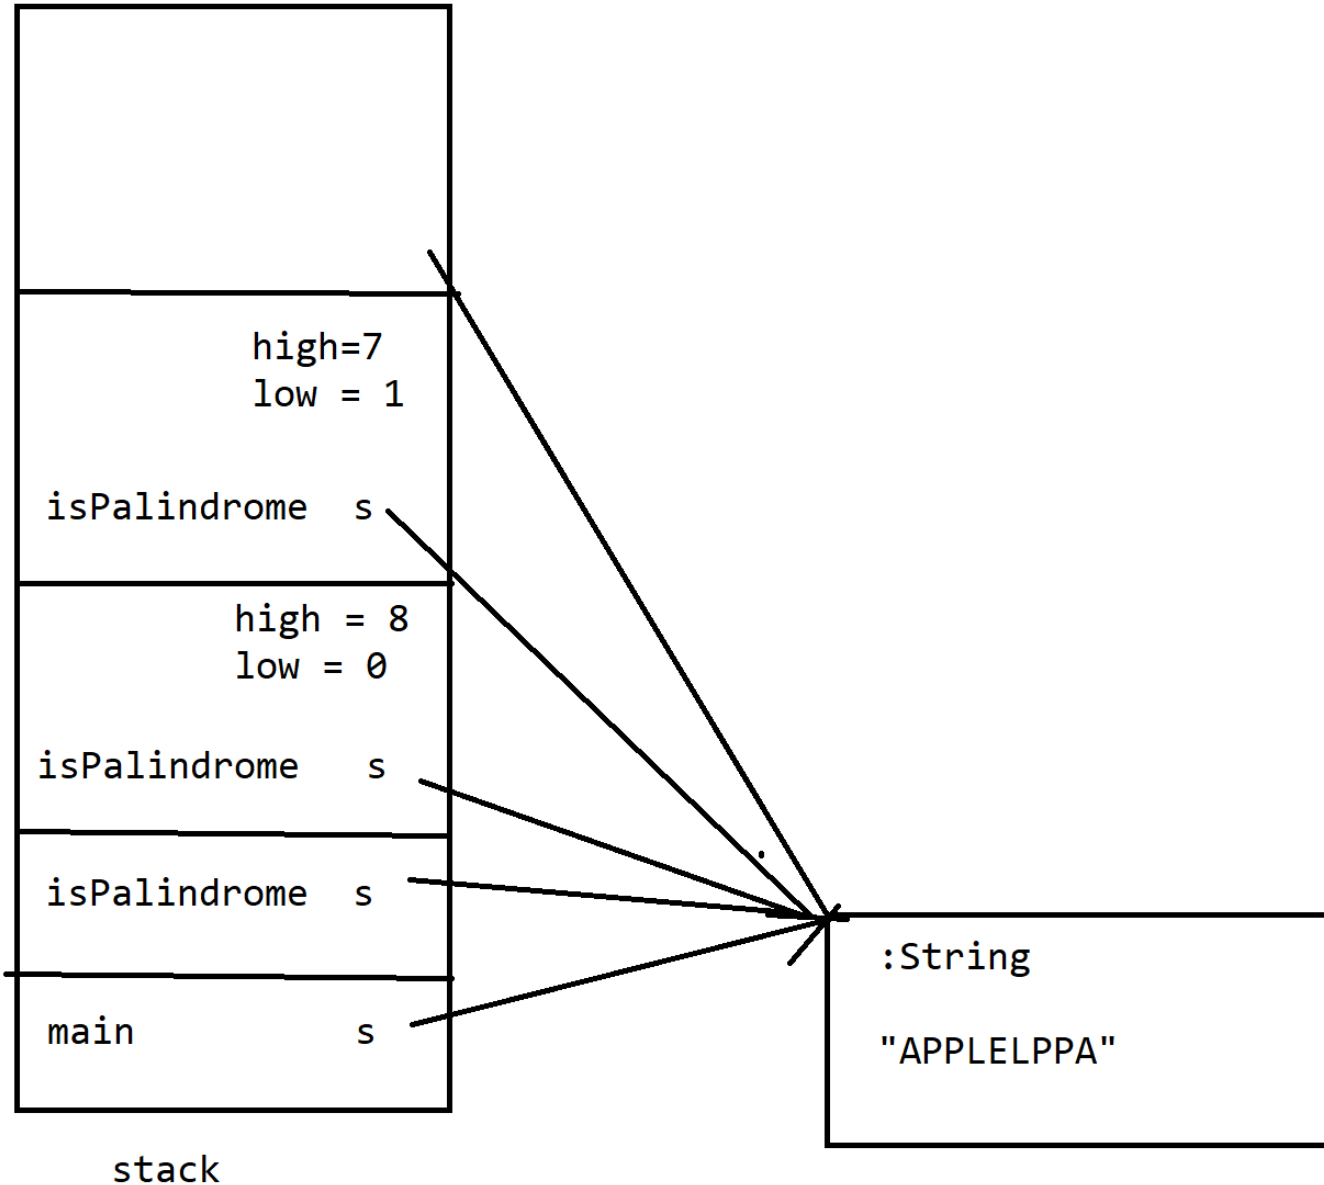 high=7
low = 1
isPalindrome s
high = 8
low = 0
isPalindrome s
isPalindrome s
main s
stack
:String
"APPLELPPA"